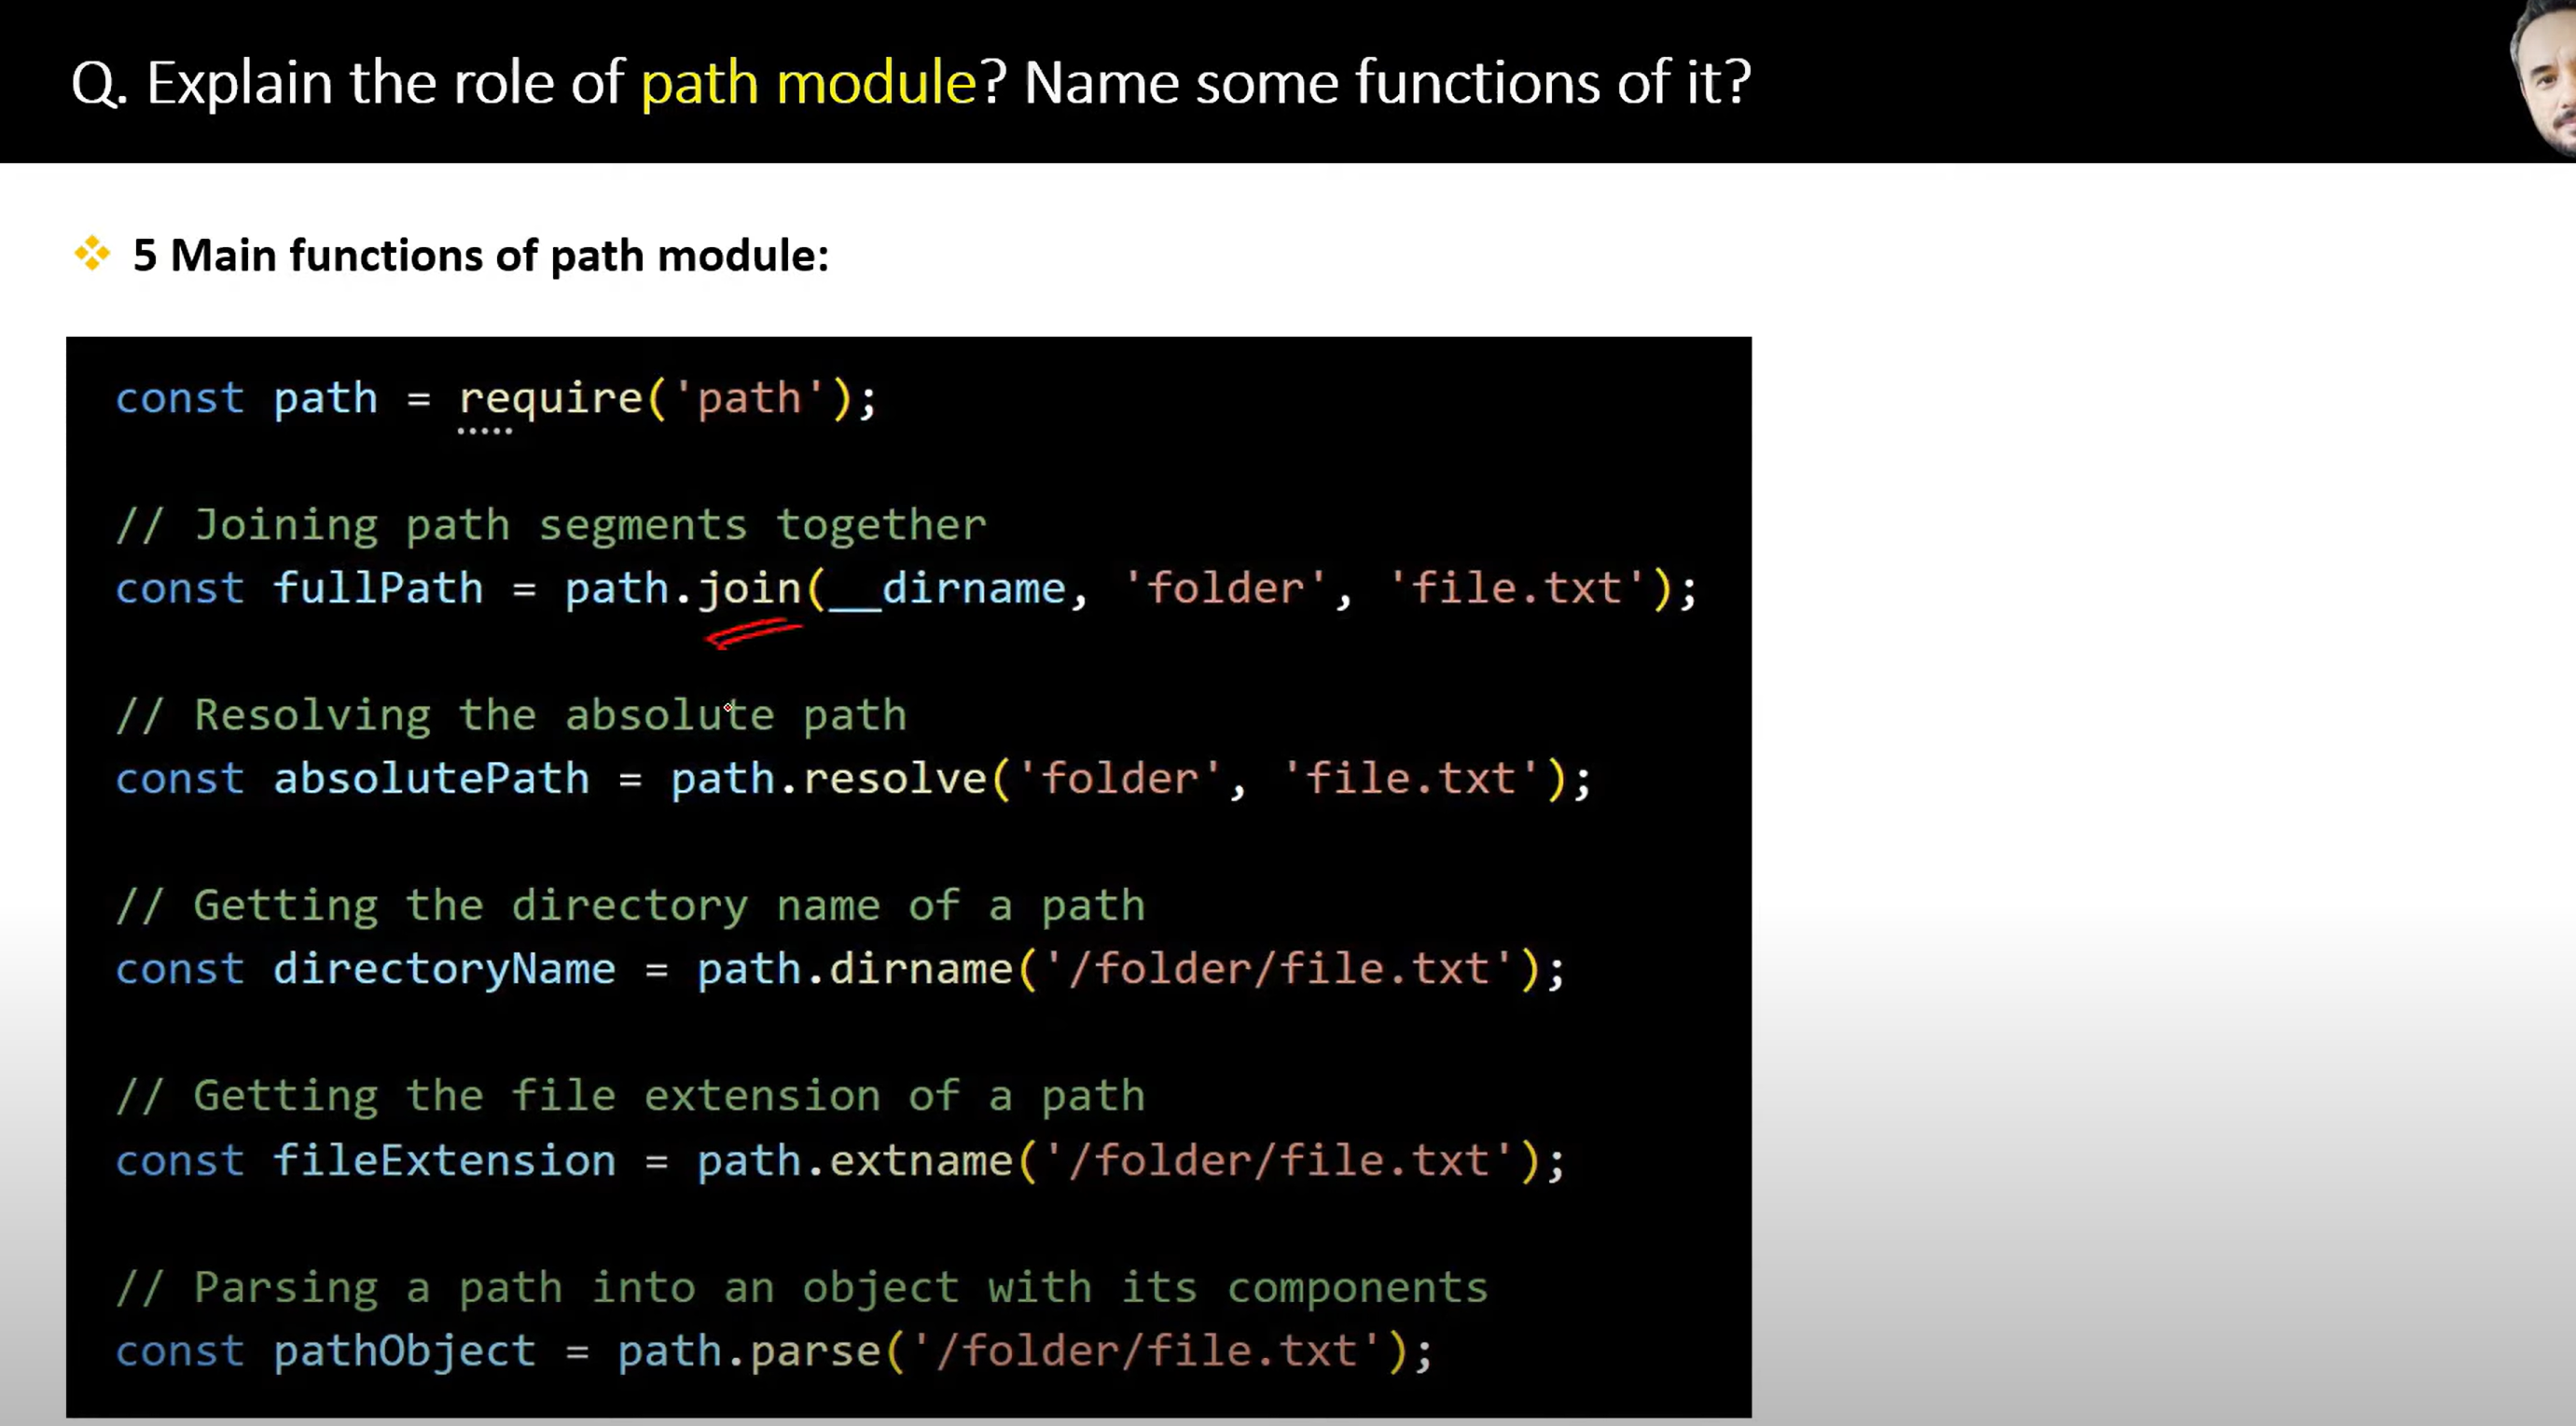 Q. Explain the role of path module? Name some functions of it?
5 Main functions of path module:
const path = require('path');
// Joining path segments together
const fullPath = path.join(__dirname, 'folder', 'file.txt');
// Resolving the absolute path
const absolutePath = path.resolve('folder', 'file.txt');
// Getting the directory name of a path
const directoryName = path.dirname('/folder/file.txt');
// Getting the file extension of a path
const fileExtension = path.extname('/folder/file.txt');
// Parsing a path into an object with its components
const pathObject = path.parse('/folder/file.txt');